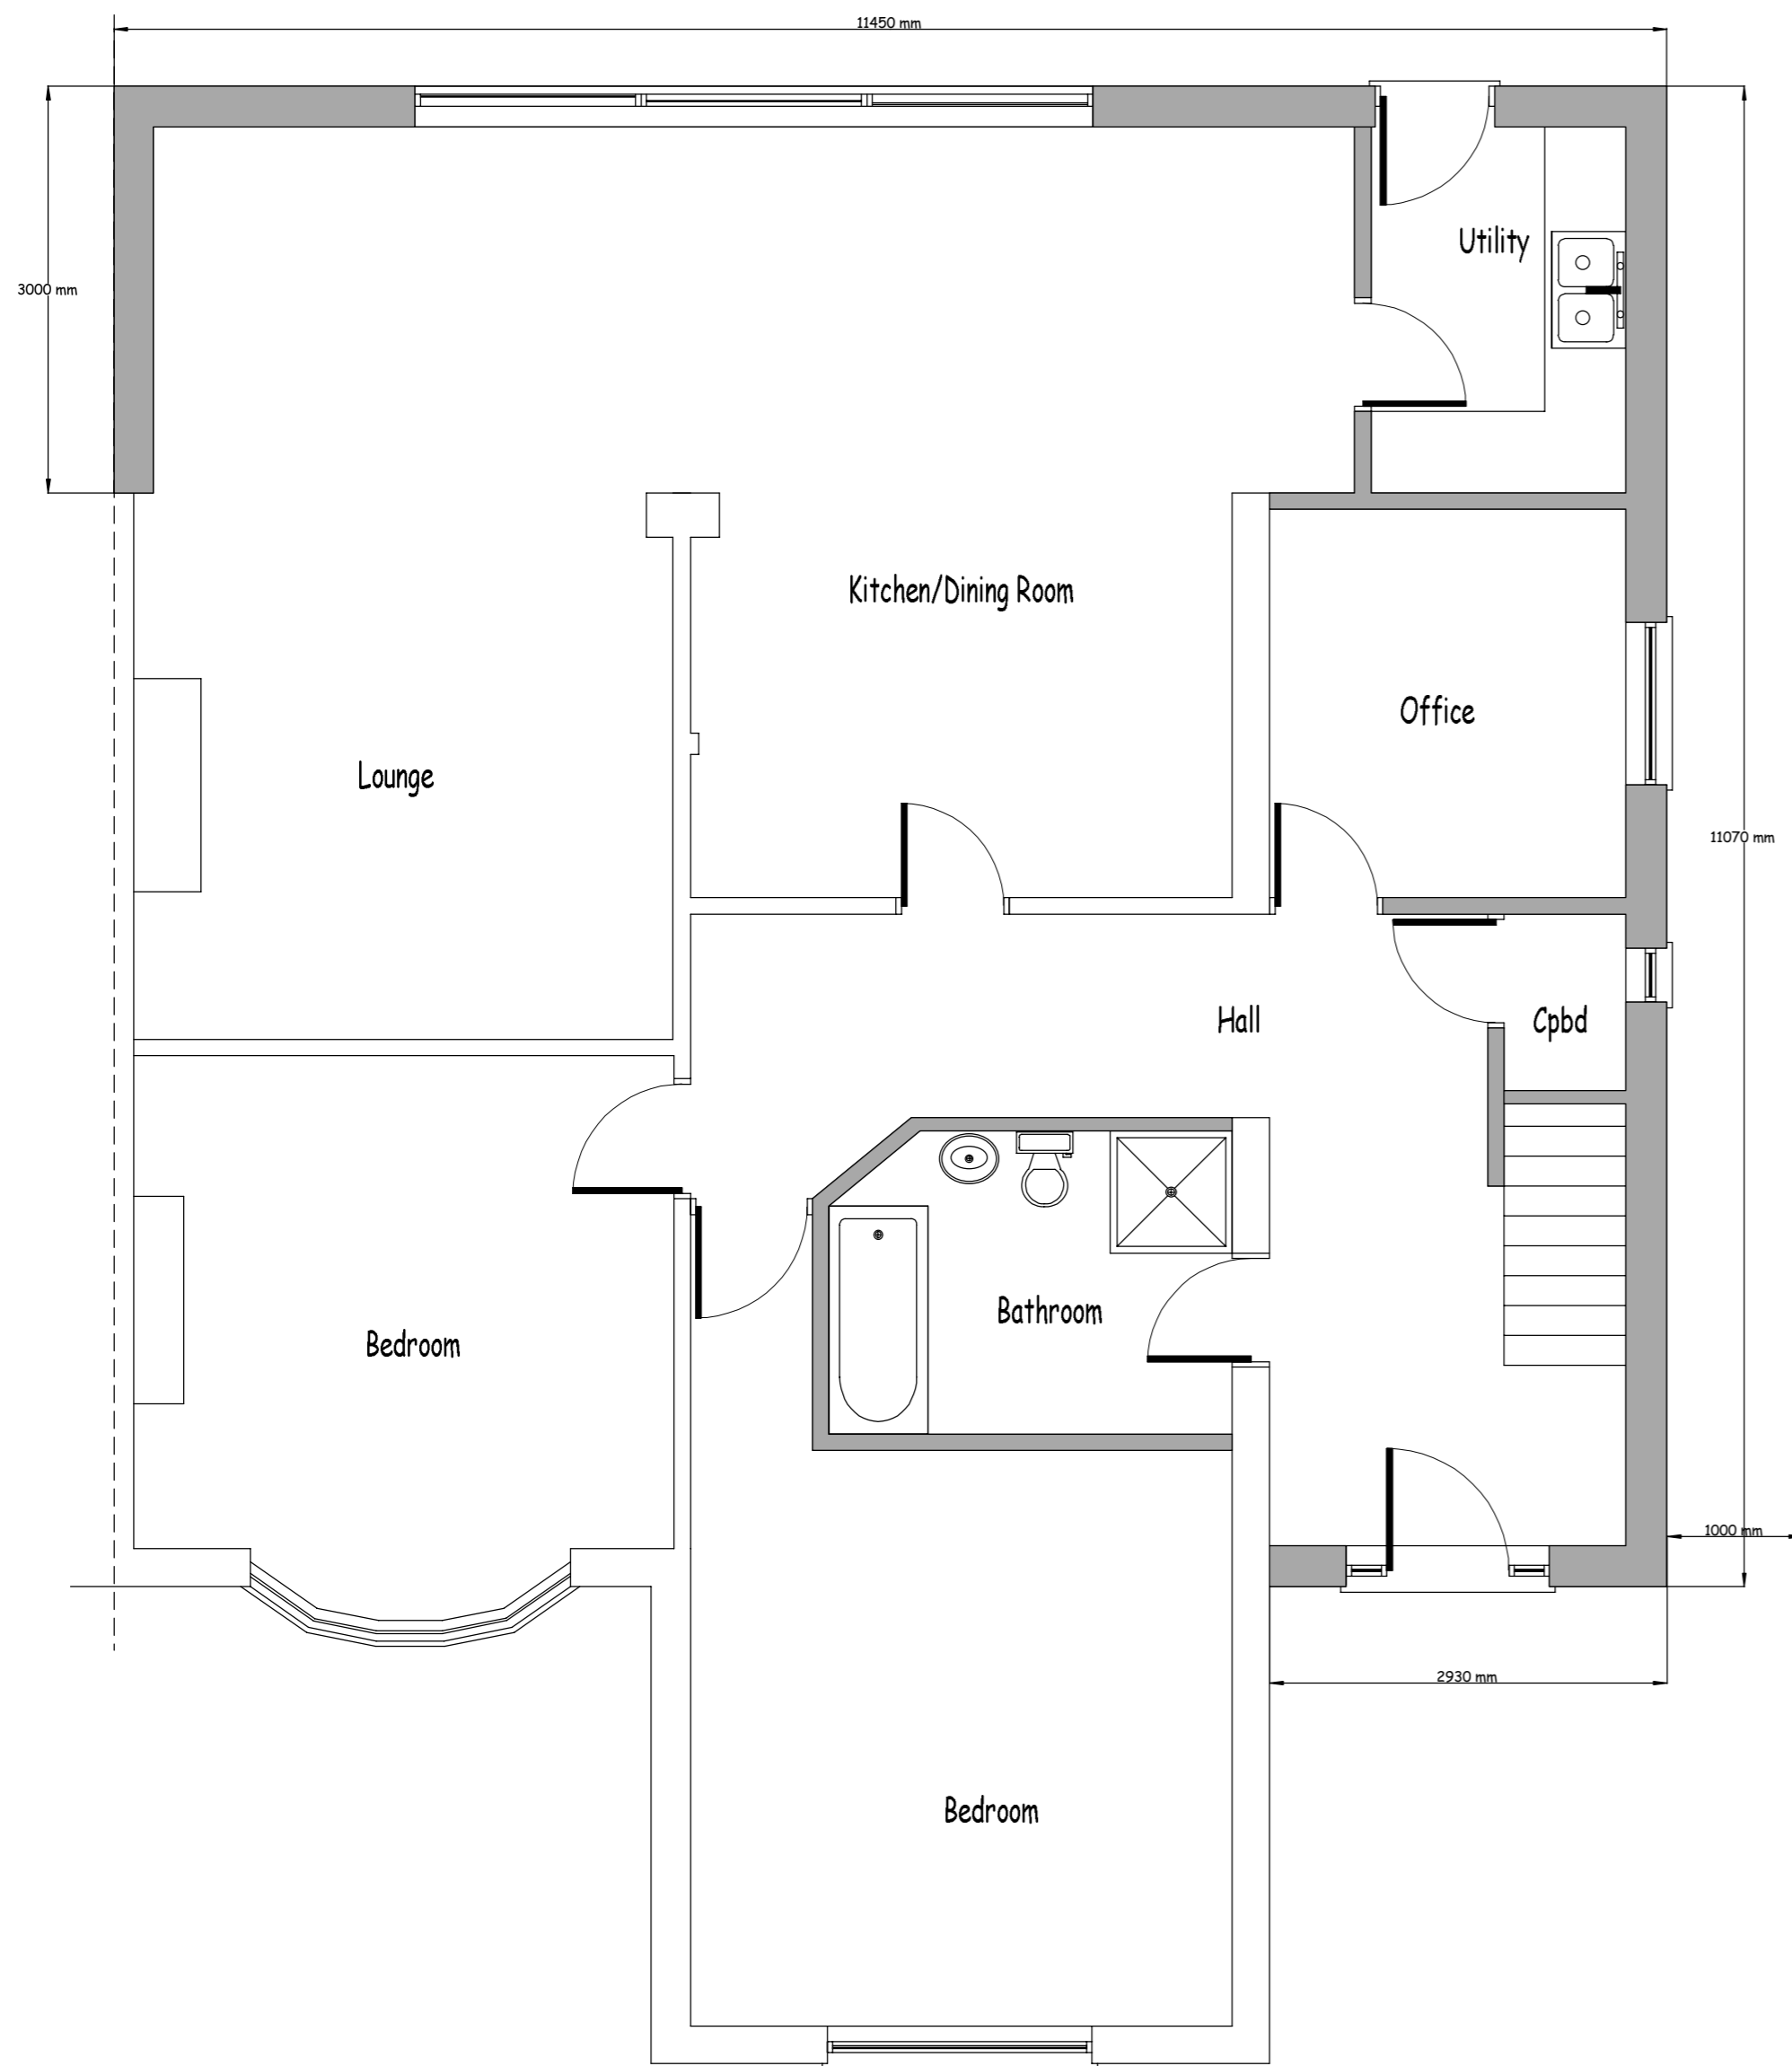 11450 mm
Utility
3000 mm
Kitchen/Dining Room
Office
Lounge
11070 mm
Hall
Cpbd
Bathroom
Bedroom
1000 mm
2930 mm
Bedroom